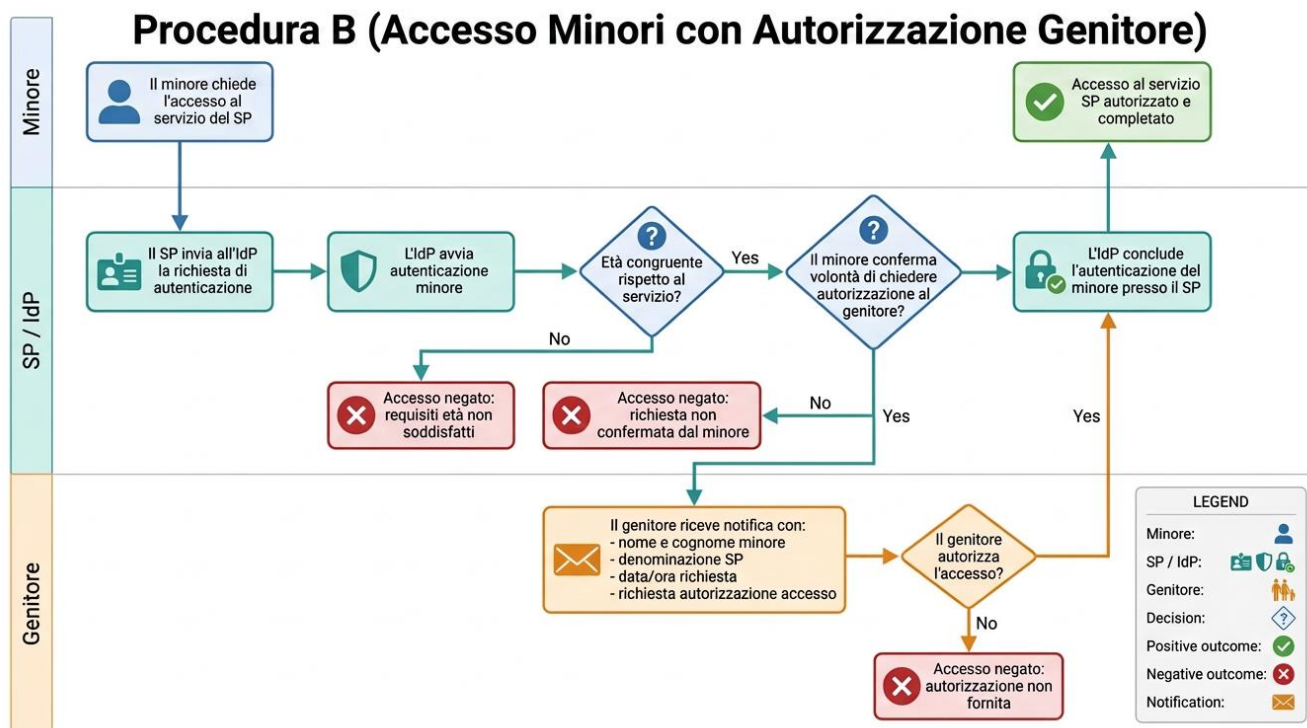 Procedura B (Accesso Minori con Autorizzazione Genitore)
Minore
Il minore chiede
l'accesso al
servizio del SP
Accesso al servizio
SP autorizzato e
completato
SP / IdP
Il SP invia all'IdP
la richiesta di
autenticazione
L'IdP avvia
autenticazione
minore
?
Età congruente
rispetto al
servizio?
Yes
?
Il minore conferma
volontà di chiedere
autorizzazione al
genitore?
L'IdP conclude
l'autenticazione del
minore presso il SP
No
Accesso negato:
requisiti età non
soddisfatti
Accesso negato:
richiesta non
confermata dal minore
No
Yes
Yes
Genitore
Il genitore riceve notifica con:
- nome e cognome minore
- denominazione SP
- data/ora richiesta
- richiesta autorizzazione accesso
Il genitore
autorizza
l'accesso?
No
Accesso negato:
autorizzazione non
fornita
LEGEND
Minore:
SP / IdP:
Genitore:
Decision:
?
Positive outcome:
Negative outcome:
Notification: